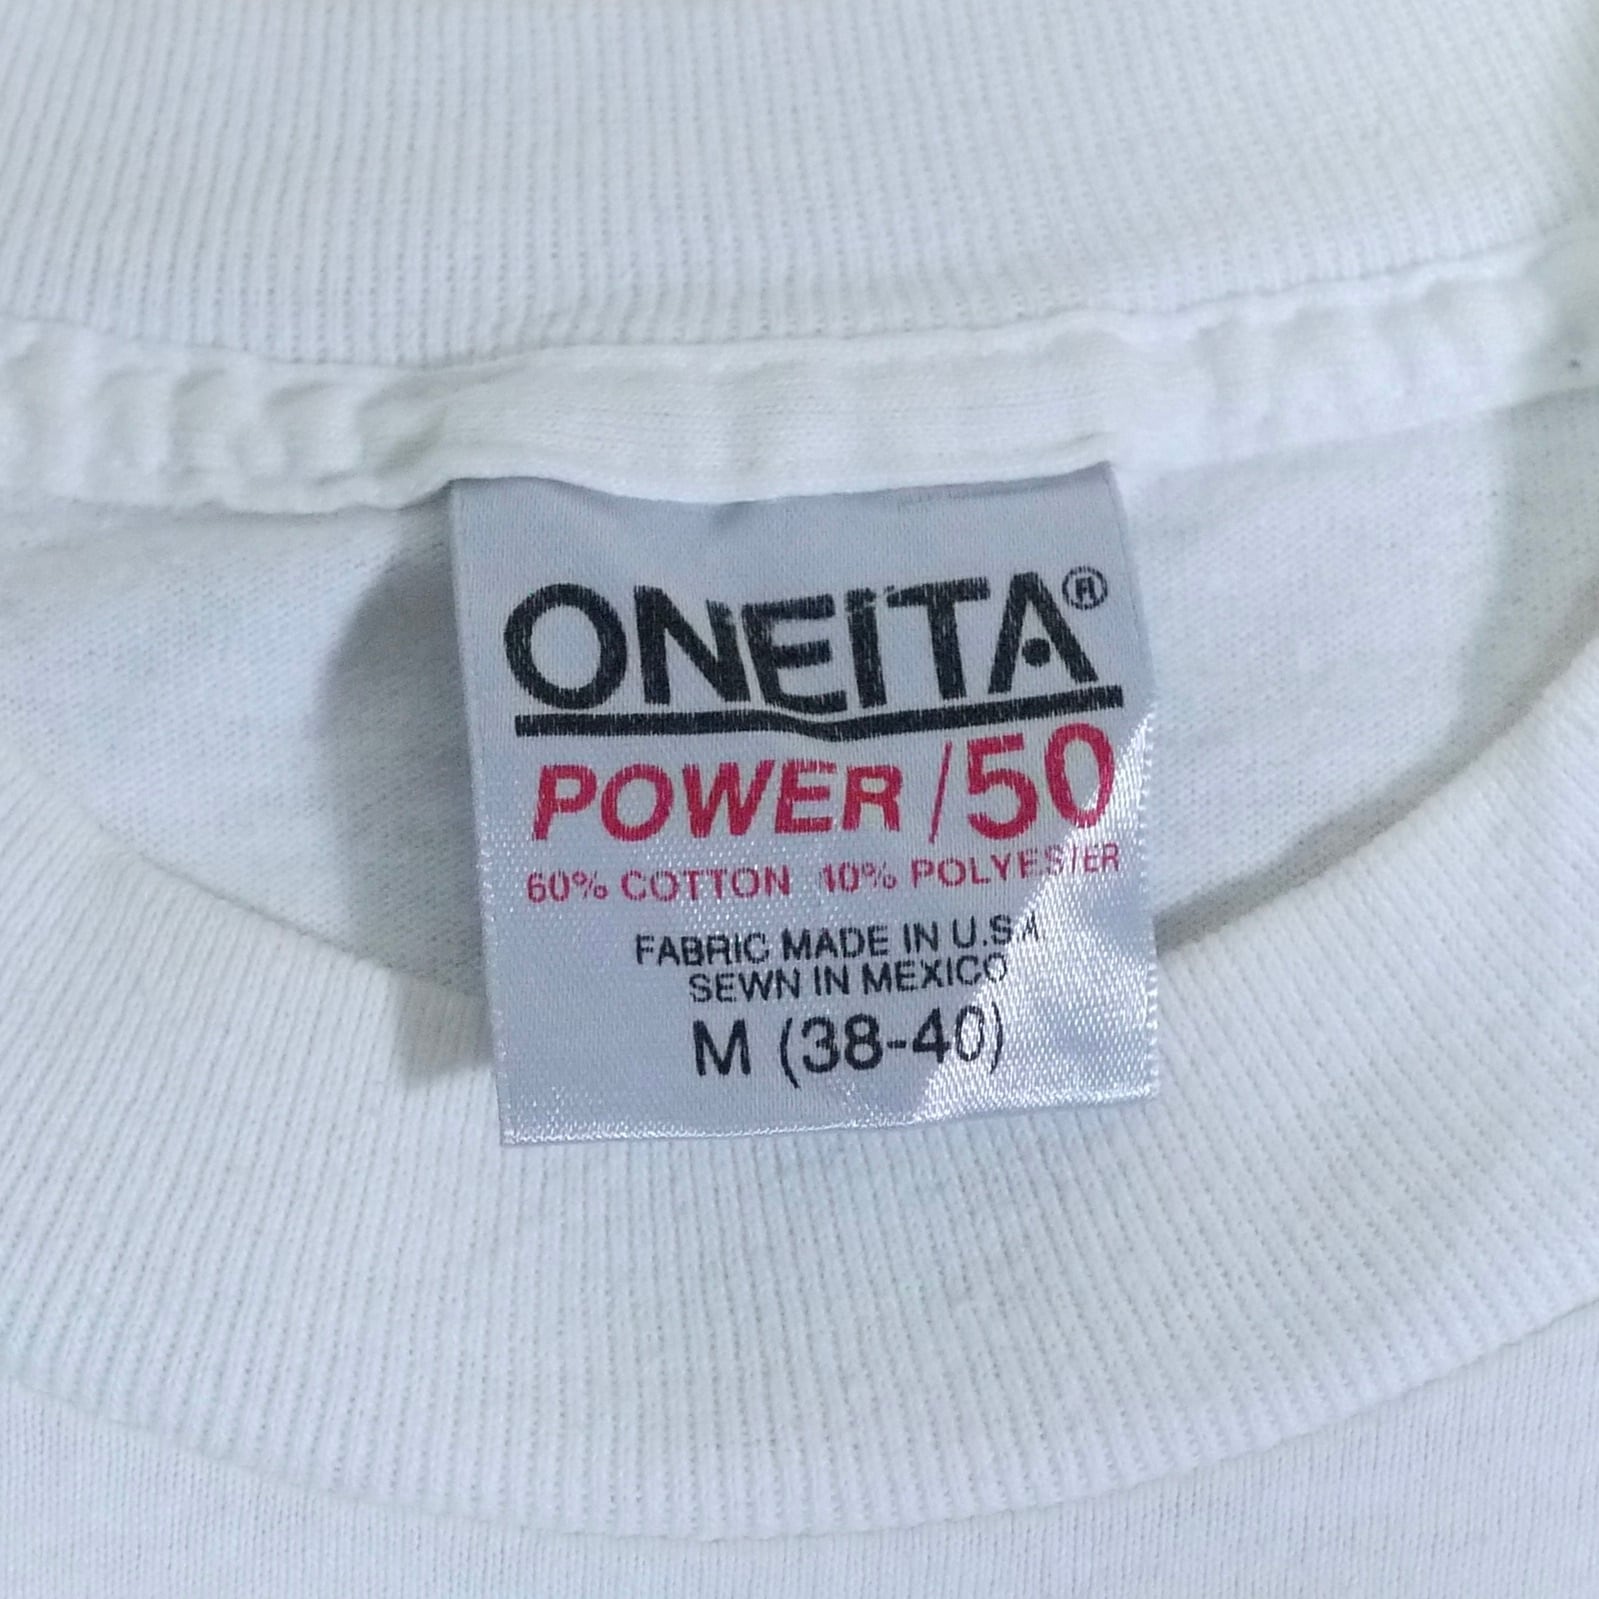 ONEITA®
POWER/50
60% COTTON 40% POLYESTER
FABRIC MADE IN U.S.A
SEWN IN MEXICO
M (38-40)